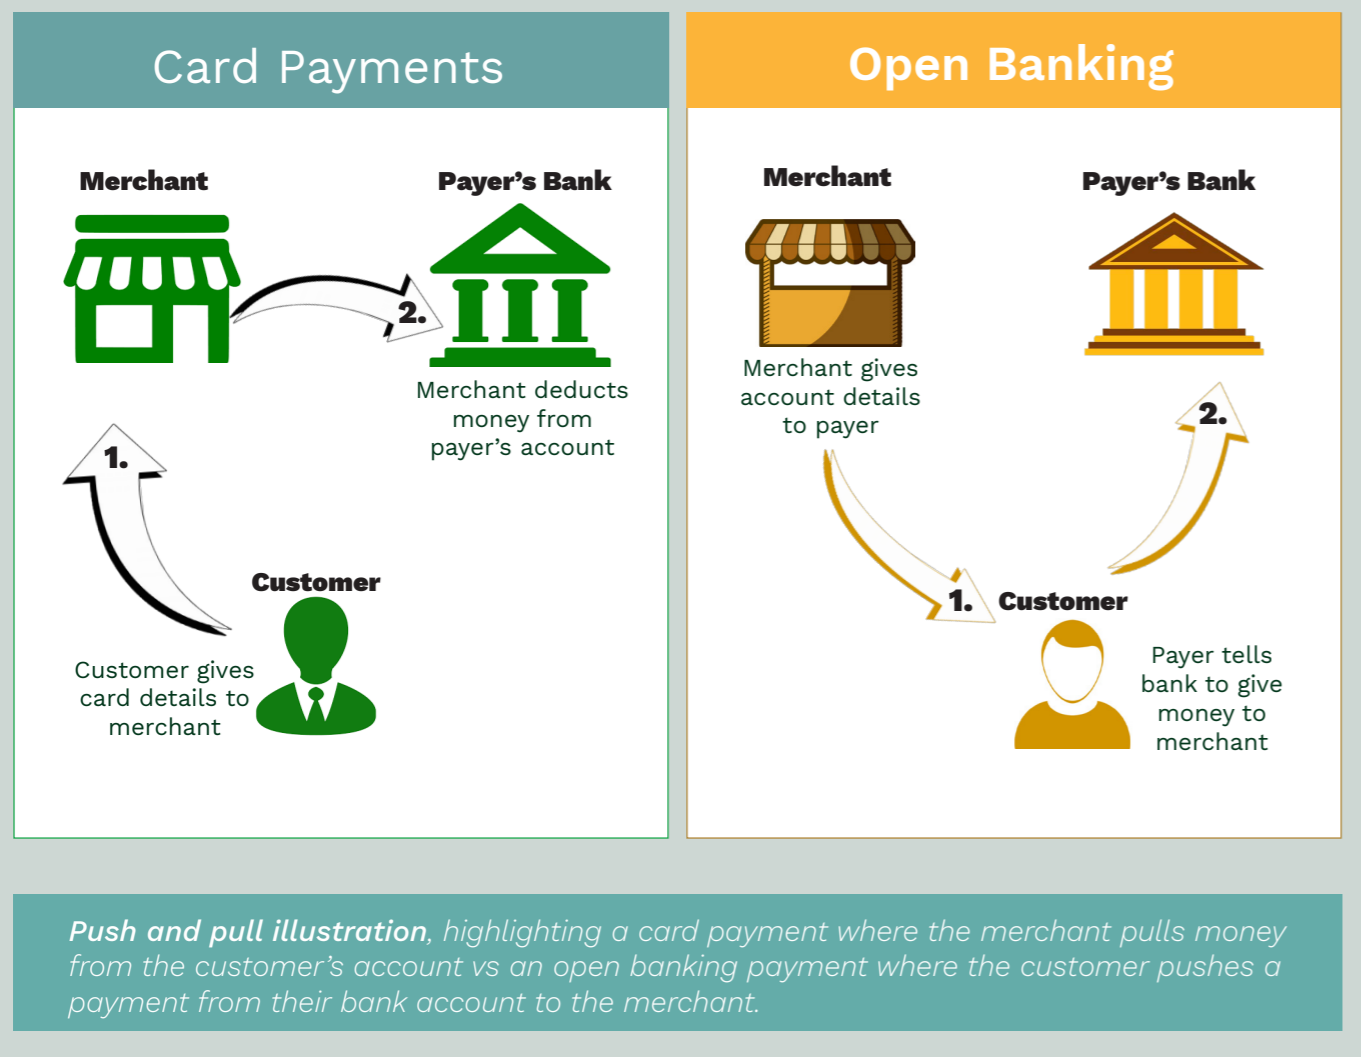 Card Payments
Merchant
Payer’s Bank
2.
Merchant deducts
money from
payer’s account
1.
Customer
Customer gives
card details to
merchant
Open Banking
Merchant
Payer’s Bank
Merchant gives
account details
to payer
2.
1.
Customer
Payer tells
bank to give
money to
merchant
Push and pull illustration, highlighting a card payment where the merchant pulls money
from the customer’s account vs an open banking payment where the customer pushes a
payment from their bank account to the merchant.